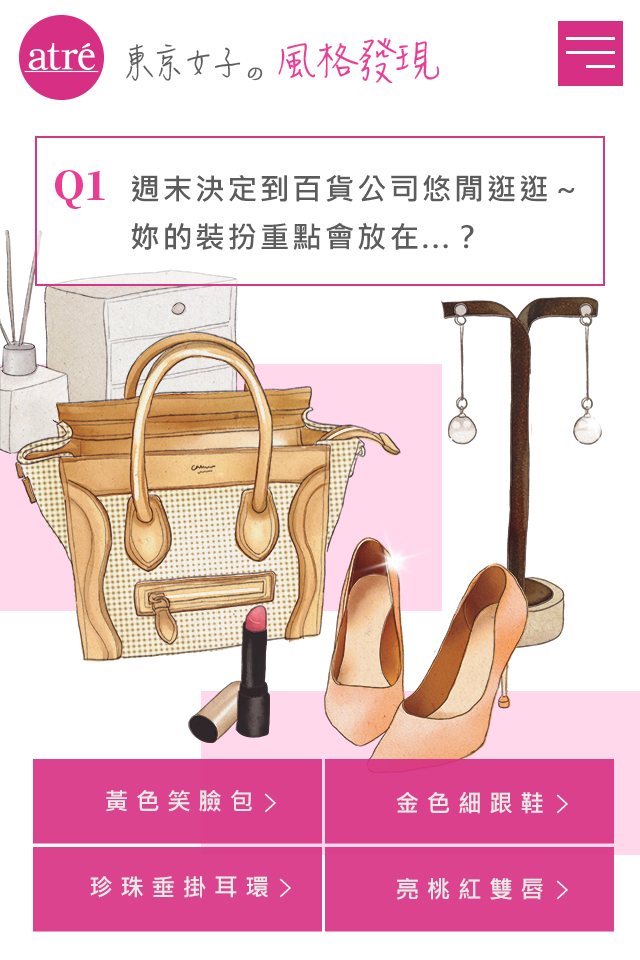 atré
東京女子の風格發現
Q1 週末決定到百貨公司悠閒逛逛~
妳的裝扮重點會放在...？
黃色笑臉包 >
金色細跟鞋 >
珍珠垂掛耳環 >
亮桃紅雙唇 >